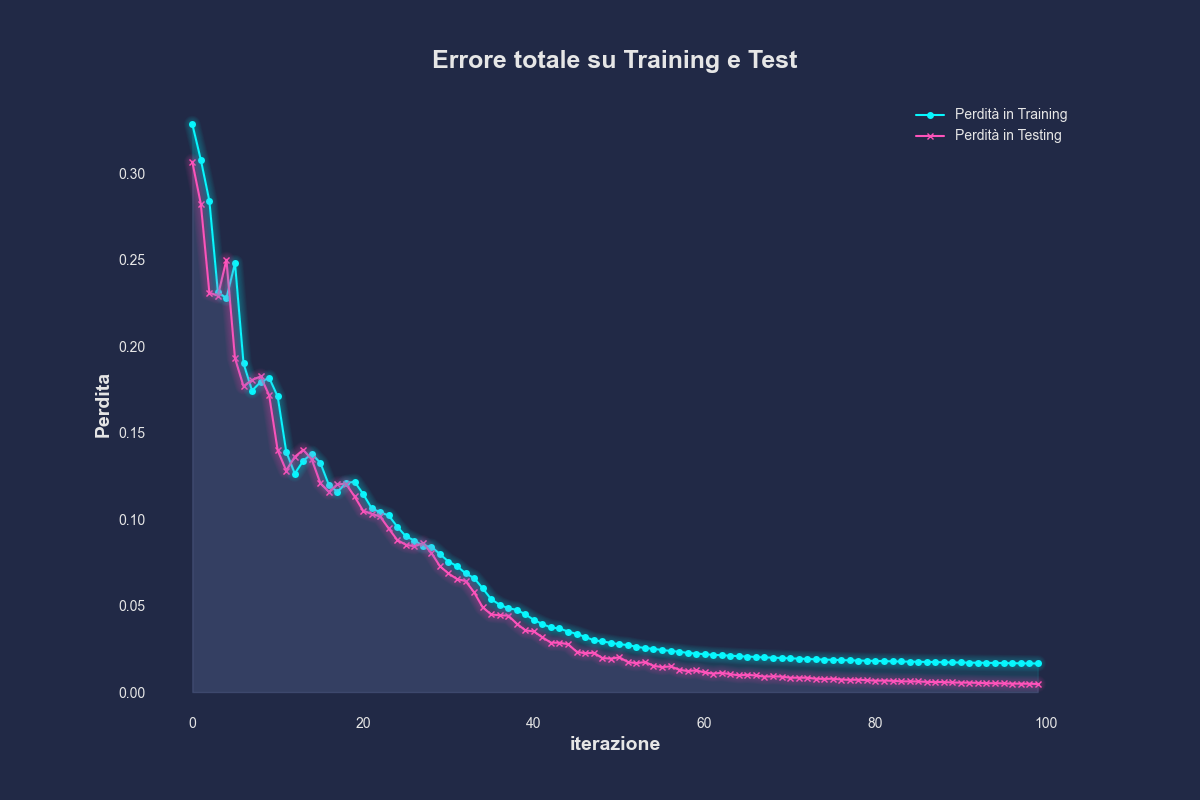 Errore totale su Training e Test
Perdità in Training
Perdità in Testing
0.30
0.25
0.20
0.15
0.10
0.05
0.00
Perdita
0 20 40 60 80 100
iterazione